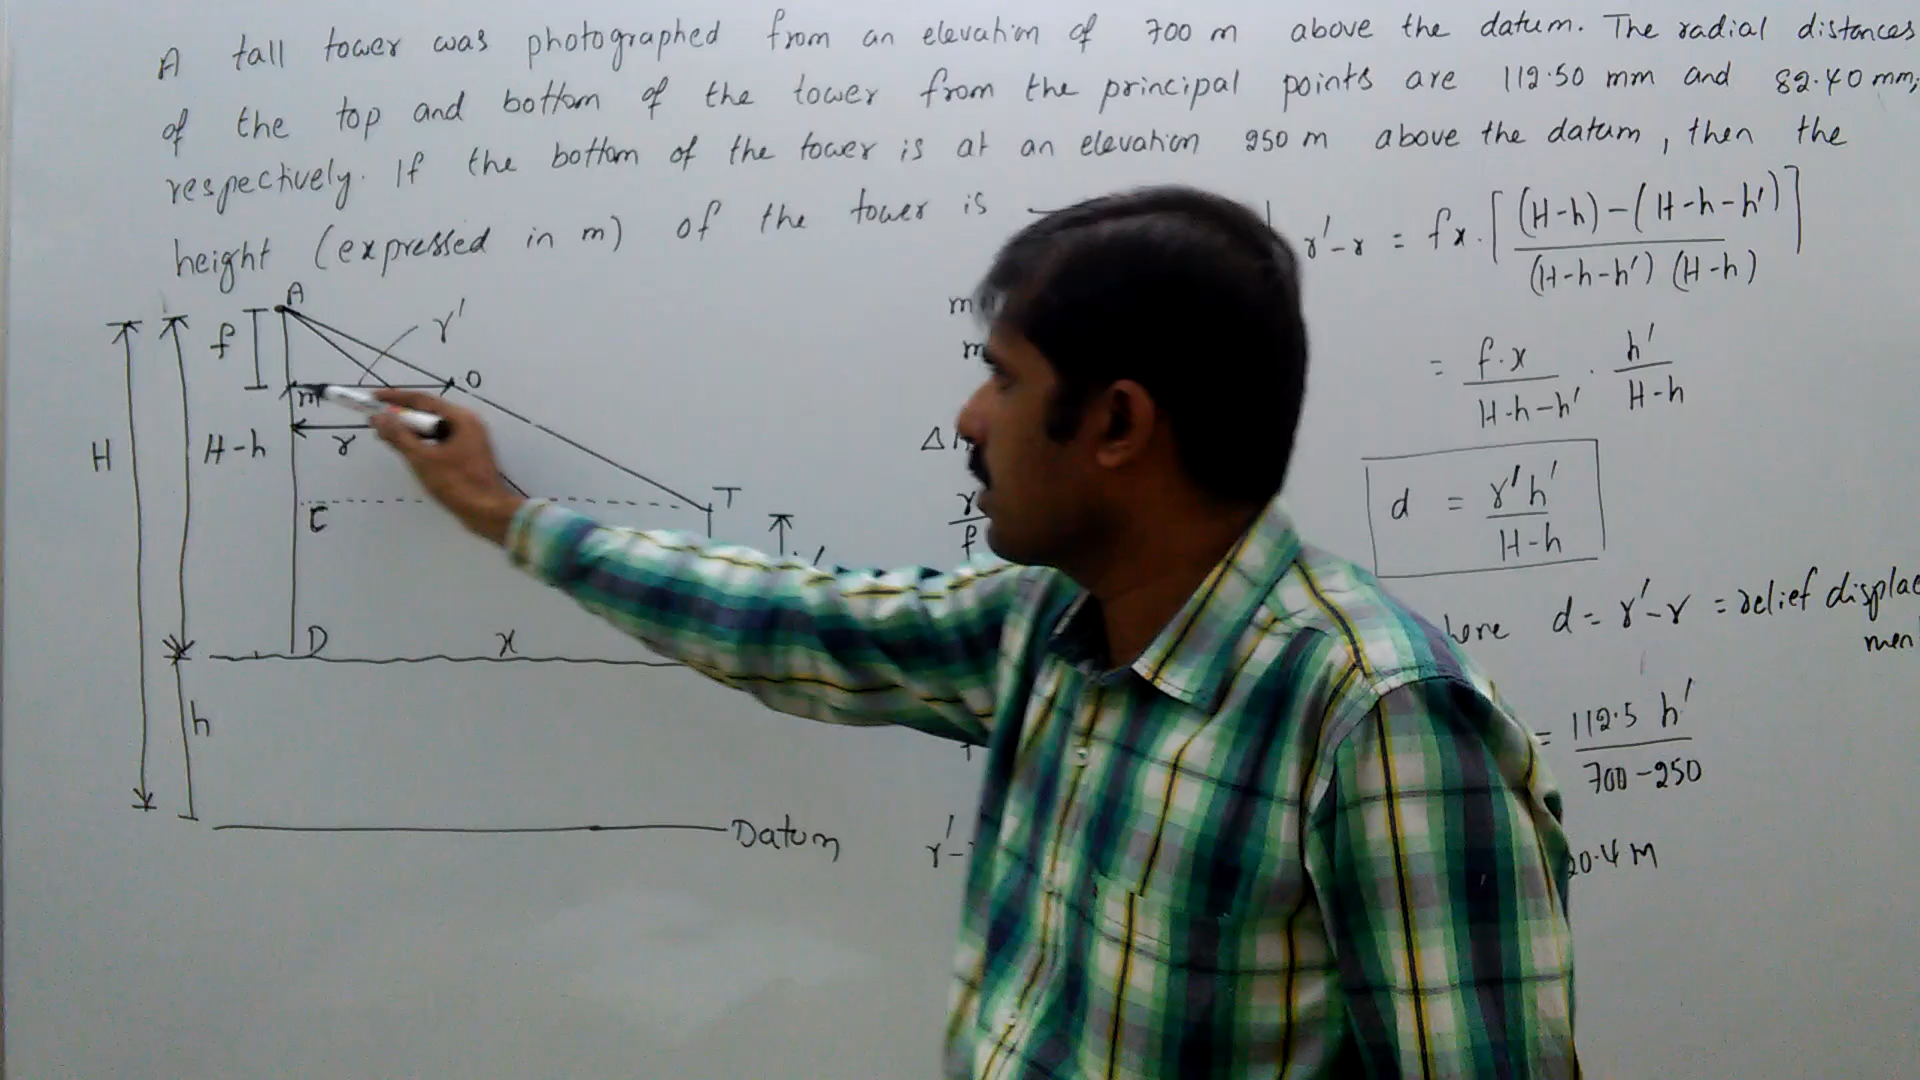 A tall tower was photographed from an elevation of 700 m above the datum. The radial distances
of the top and bottom of the tower from the principal points are 112.50 mm and 82.40 mm,
respectively. If the bottom of the tower is at an elevation 250 m above the datum, then the
height (expressed in m) of the tower is
r'-r = fx. [ (H-h)-(H-h-h') / (H-h-h') (H-h) ]
= f.x / H-h-h' . h' / H-h
d = r'h' / H-h
d = r'-r = relief
= 112.5 h' / 700-250
20.4 m
A
f
r'
O
m
H
H-h
r
T
C
D
x
h
Datum
r'-
r
f